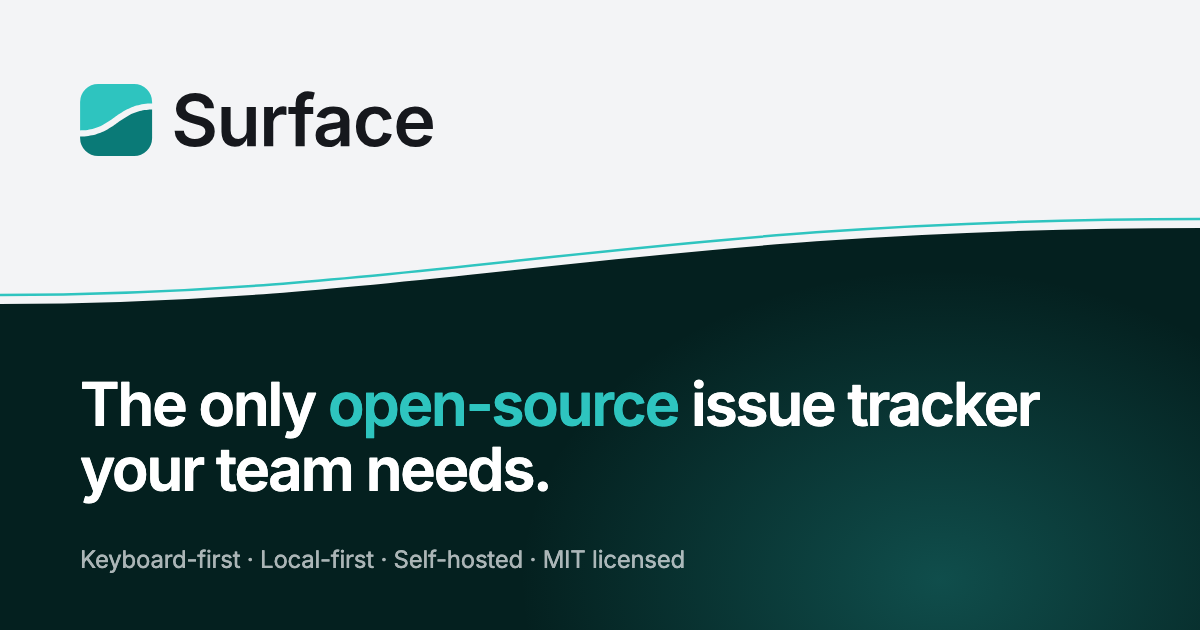 Surface
The only open-source issue tracker
your team needs.
Keyboard-first · Local-first · Self-hosted · MIT licensed